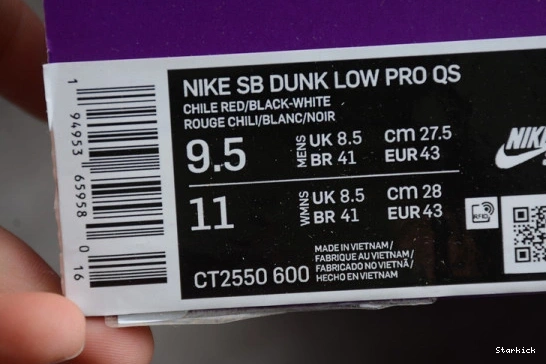 NIKE SB DUNK LOW PRO QS
CHILE RED/BLACK-WHITE
ROUGE CHILI/BLANC/NOIR
9.5 MENS UK 8.5 cm 27.5
BR 41 EUR 43
11 WMNS UK 8.5 cm 28
BR 41 EUR 43
MADE IN VIETNAM/
FABRIQUE AU VIETNAM/
FABRICADO NO VIETNÃ/
HECHO EN VIETNAM
CT2550 600
1 94953 65958 0 16
NIKE
RFID
Starkick